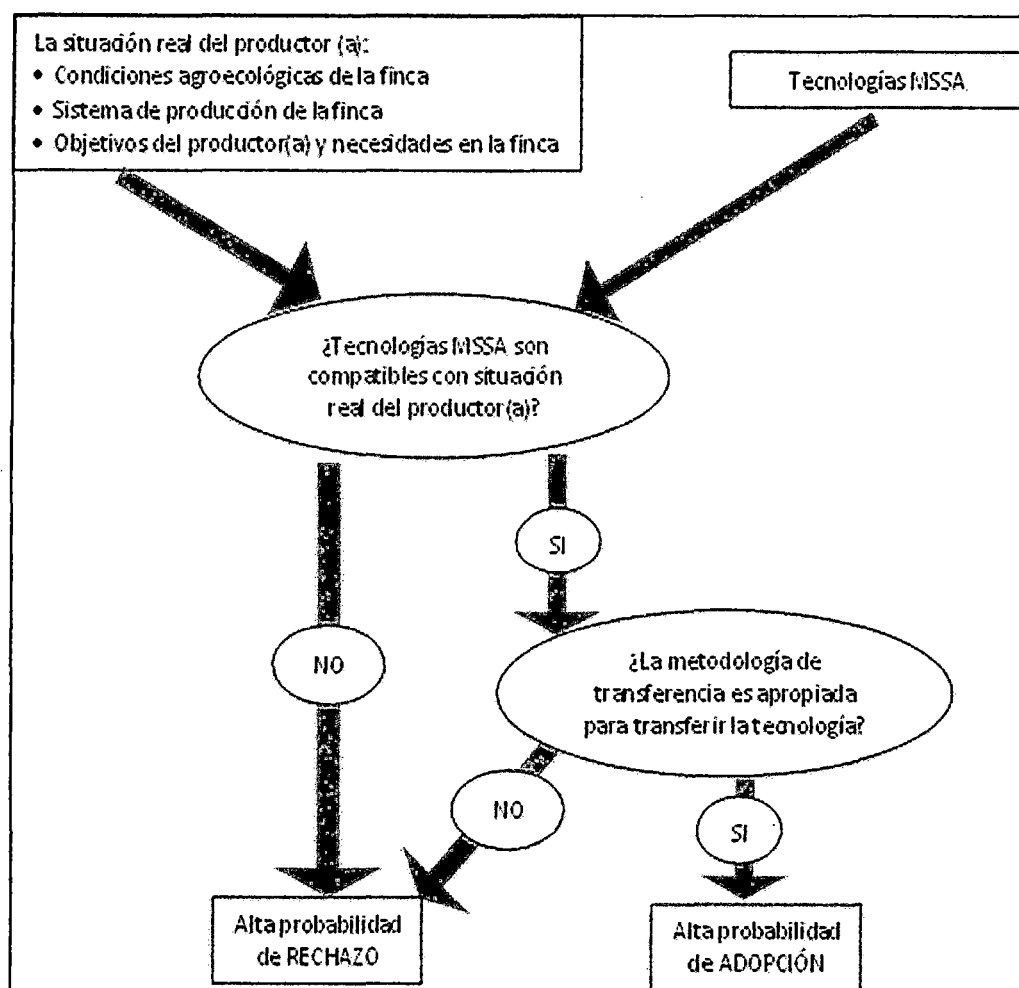 La situación real del productor (a):
• Condiciones agroecológicas de la finca
• Sistema de producción de la finca
• Objetivos del productor(a) y necesidades en la finca
Tecnologías MSSA
¿Tecnologías MSSA son
compatibles con situación
real del productor(a)?
SI
NO
¿La metodología de
transferencia es apropiada
para transferir la tecnología?
NO
SI
Alta probabilidad
de RECHAZO
Alta probabilidad
de ADOPCIÓN